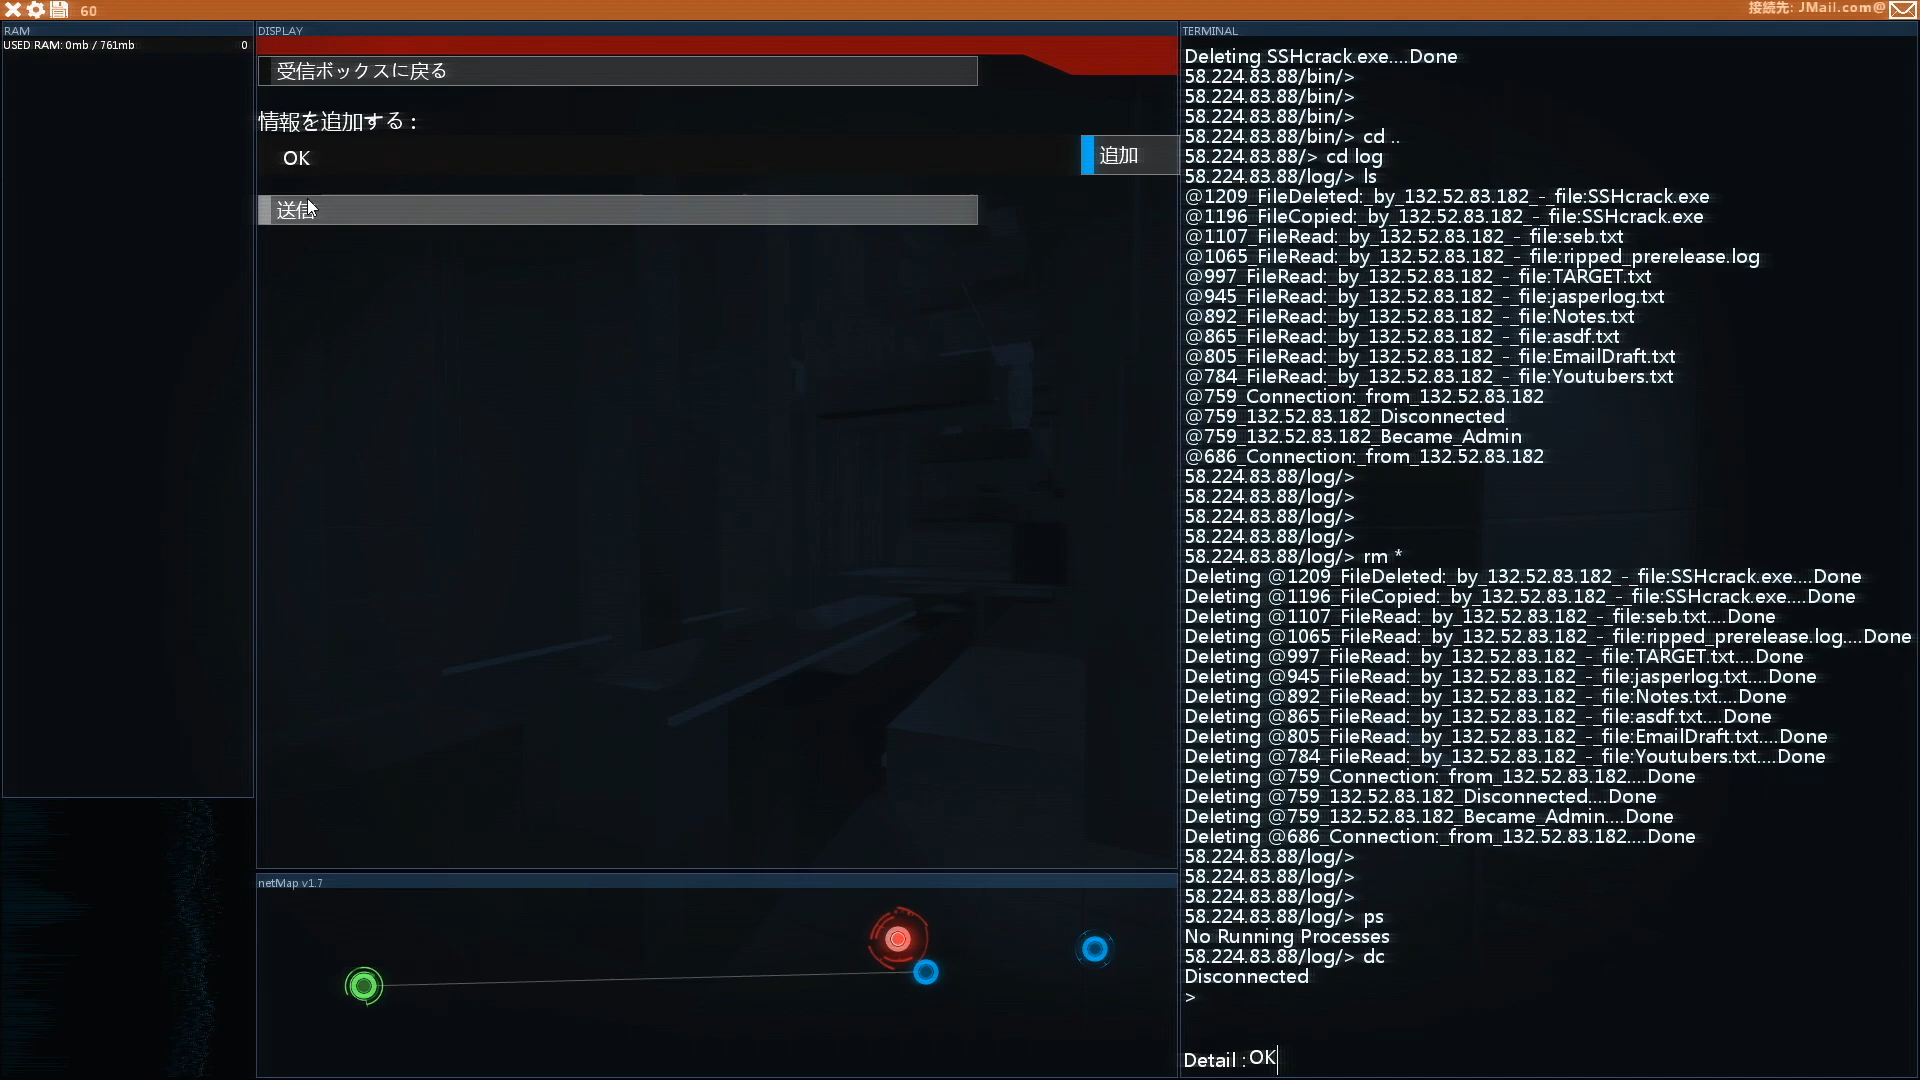 60
接続先: JMail.com@
RAM
USED RAM: 0mb / 761mb
0
DISPLAY
受信ボックスに戻る
情報を追加する :
OK
追加
送信
netMap v1.7
TERMINAL
Deleting SSHcrack.exe....Done
58.224.83.88/bin/>
58.224.83.88/bin/>
58.224.83.88/bin/>
58.224.83.88/bin/> cd ..
58.224.83.88/> cd log
58.224.83.88/log/> ls
@1209_FileDeleted:_by_132.52.83.182_-_file:SSHcrack.exe
@1196_FileCopied:_by_132.52.83.182_-_file:SSHcrack.exe
@1107_FileRead:_by_132.52.83.182_-_file:seb.txt
@1065_FileRead:_by_132.52.83.182_-_file:ripped_prerelease.log
@997_FileRead:_by_132.52.83.182_-_file:TARGET.txt
@945_FileRead:_by_132.52.83.182_-_file:jasperlog.txt
@892_FileRead:_by_132.52.83.182_-_file:Notes.txt
@865_FileRead:_by_132.52.83.182_-_file:asdf.txt
@805_FileRead:_by_132.52.83.182_-_file:EmailDraft.txt
@784_FileRead:_by_132.52.83.182_-_file:Youtubers.txt
@759_Connection:_from_132.52.83.182
@759_132.52.83.182_Disconnected
@759_132.52.83.182_Became_Admin
@686_Connection:_from_132.52.83.182
58.224.83.88/log/>
58.224.83.88/log/>
58.224.83.88/log/>
58.224.83.88/log/>
58.224.83.88/log/> rm *
Deleting @1209_FileDeleted:_by_132.52.83.182_-_file:SSHcrack.exe....Done
Deleting @1196_FileCopied:_by_132.52.83.182_-_file:SSHcrack.exe....Done
Deleting @1107_FileRead:_by_132.52.83.182_-_file:seb.txt....Done
Deleting @1065_FileRead:_by_132.52.83.182_-_file:ripped_prerelease.log....Done
Deleting @997_FileRead:_by_132.52.83.182_-_file:TARGET.txt....Done
Deleting @945_FileRead:_by_132.52.83.182_-_file:jasperlog.txt....Done
Deleting @892_FileRead:_by_132.52.83.182_-_file:Notes.txt....Done
Deleting @865_FileRead:_by_132.52.83.182_-_file:asdf.txt....Done
Deleting @805_FileRead:_by_132.52.83.182_-_file:EmailDraft.txt....Done
Deleting @784_FileRead:_by_132.52.83.182_-_file:Youtubers.txt....Done
Deleting @759_Connection:_from_132.52.83.182....Done
Deleting @759_132.52.83.182_Disconnected....Done
Deleting @759_132.52.83.182_Became_Admin....Done
Deleting @686_Connection:_from_132.52.83.182....Done
58.224.83.88/log/>
58.224.83.88/log/>
58.224.83.88/log/>
58.224.83.88/log/> ps
No Running Processes
58.224.83.88/log/> dc
Disconnected
>
Detail :OK